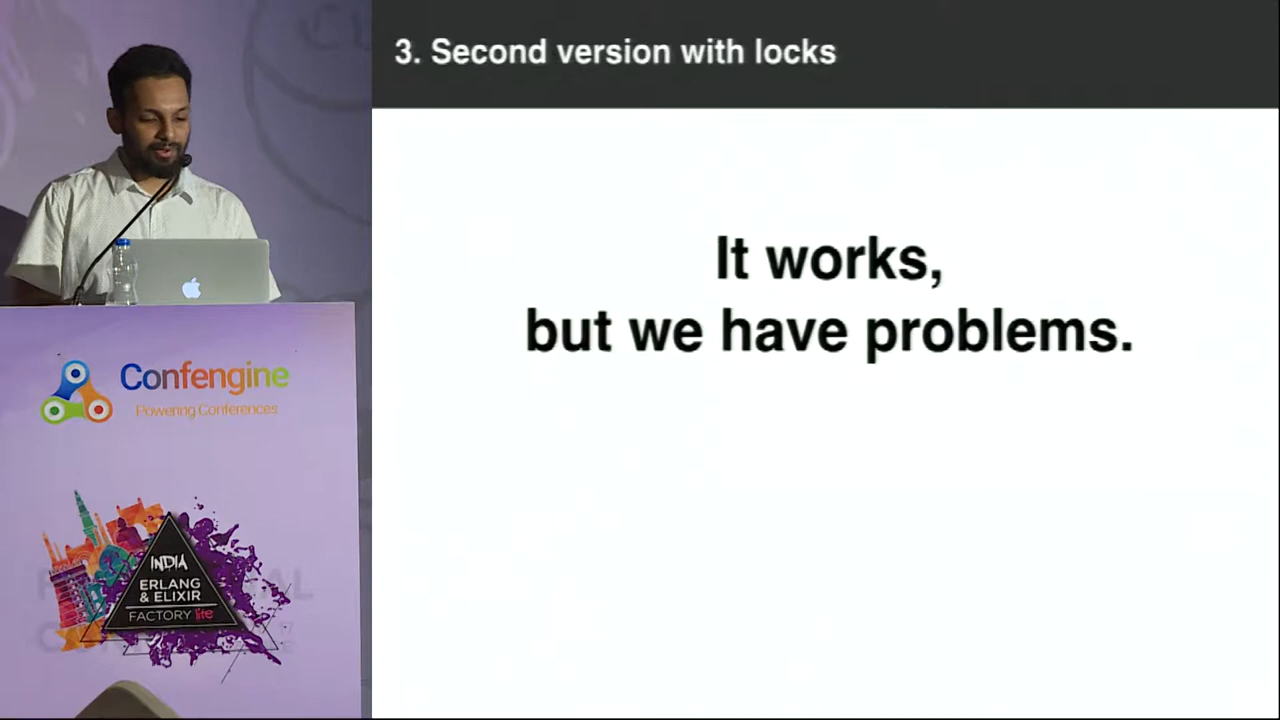 3. Second version with locks
It works,
but we have problems.
Confengine
Powering Conferences
INDIA
ERLANG
& ELIXIR
FACTORY lite